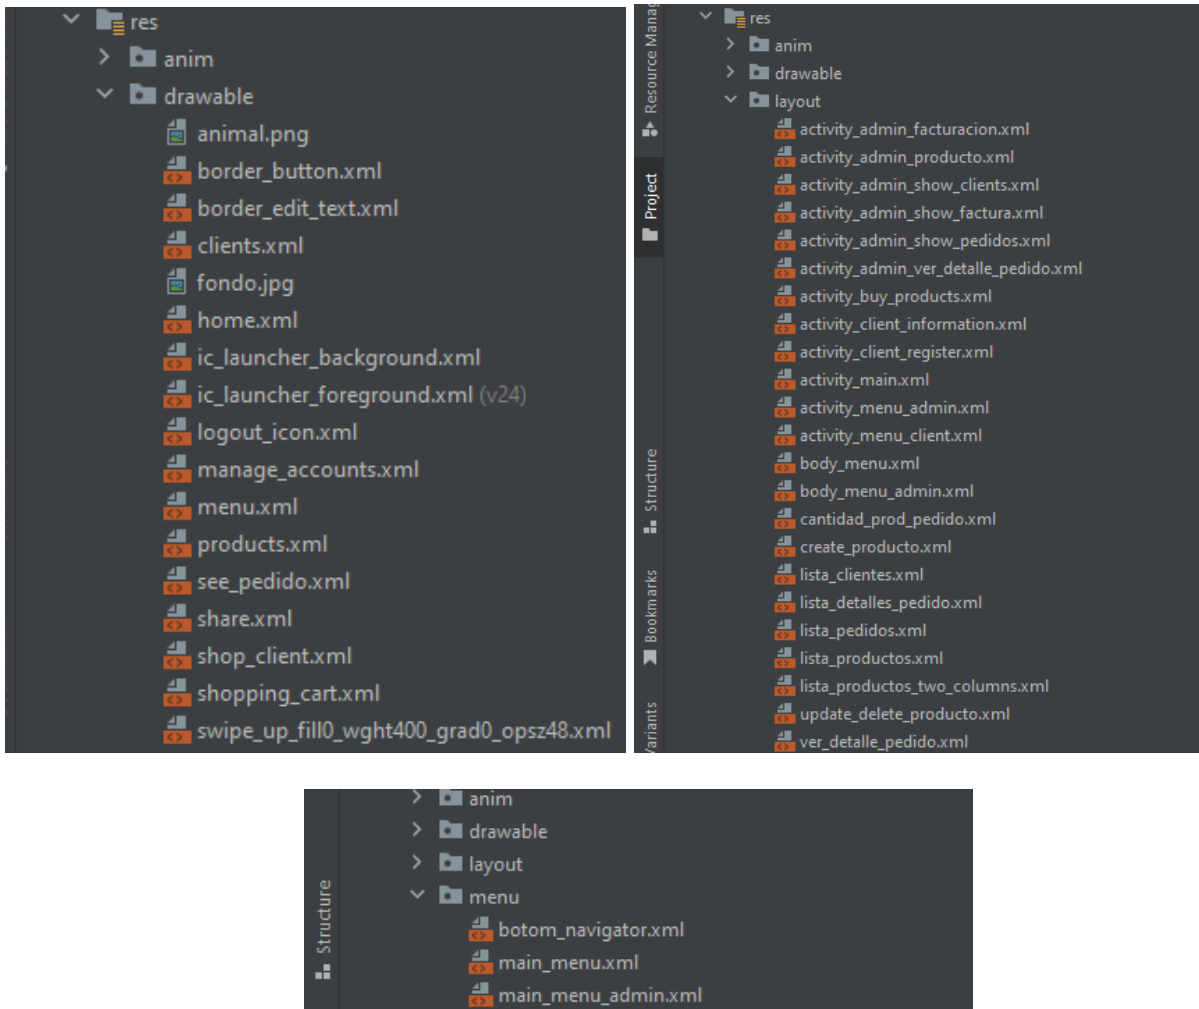 res
anim
drawable
animal.png
border_button.xml
border_edit_text.xml
clients.xml
fondo.jpg
home.xml
ic_launcher_background.xml
ic_launcher_foreground.xml (v24)
logout_icon.xml
manage_accounts.xml
menu.xml
products.xml
see_pedido.xml
share.xml
shop_client.xml
shopping_cart.xml
swipe_up_fill0_wght400_grad0_opsz48.xml
Resource Manag
Project
Structure
Bookmarks
Variants
res
anim
drawable
layout
activity_admin_facturacion.xml
activity_admin_producto.xml
activity_admin_show_clients.xml
activity_admin_show_factura.xml
activity_admin_show_pedidos.xml
activity_admin_ver_detalle_pedido.xml
activity_buy_products.xml
activity_client_information.xml
activity_client_register.xml
activity_main.xml
activity_menu_admin.xml
activity_menu_client.xml
body_menu.xml
body_menu_admin.xml
cantidad_prod_pedido.xml
create_producto.xml
lista_clientes.xml
lista_detalles_pedido.xml
lista_pedidos.xml
lista_productos.xml
lista_productos_two_columns.xml
update_delete_producto.xml
ver_detalle_pedido.xml
Structure
anim
drawable
layout
menu
botom_navigator.xml
main_menu.xml
main_menu_admin.xml